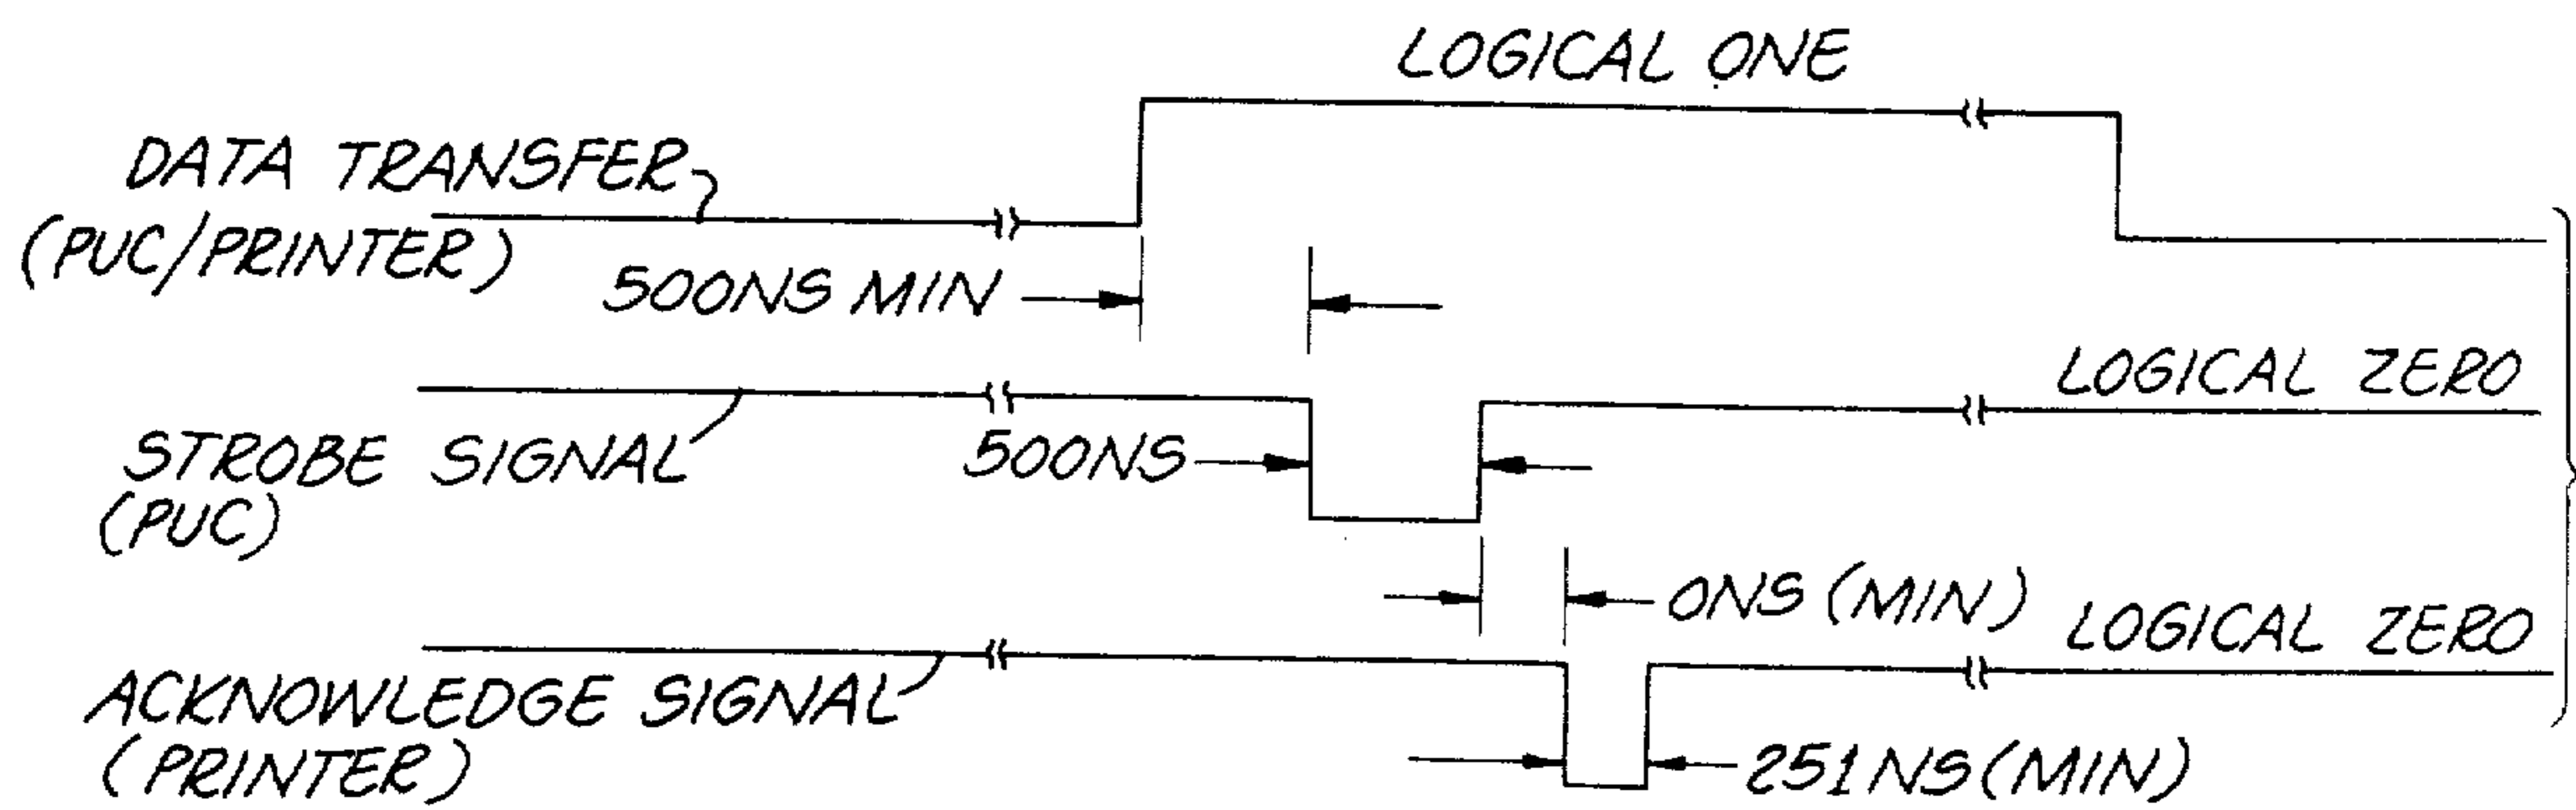 LOGICAL ONE
DATA TRANSFER
(PUC/PRINTER)
500NS MIN
LOGICAL ZERO
STROBE SIGNAL
(PUC)
500NS
0NS (MIN)
LOGICAL ZERO
ACKNOWLEDGE SIGNAL
(PRINTER)
251NS (MIN)